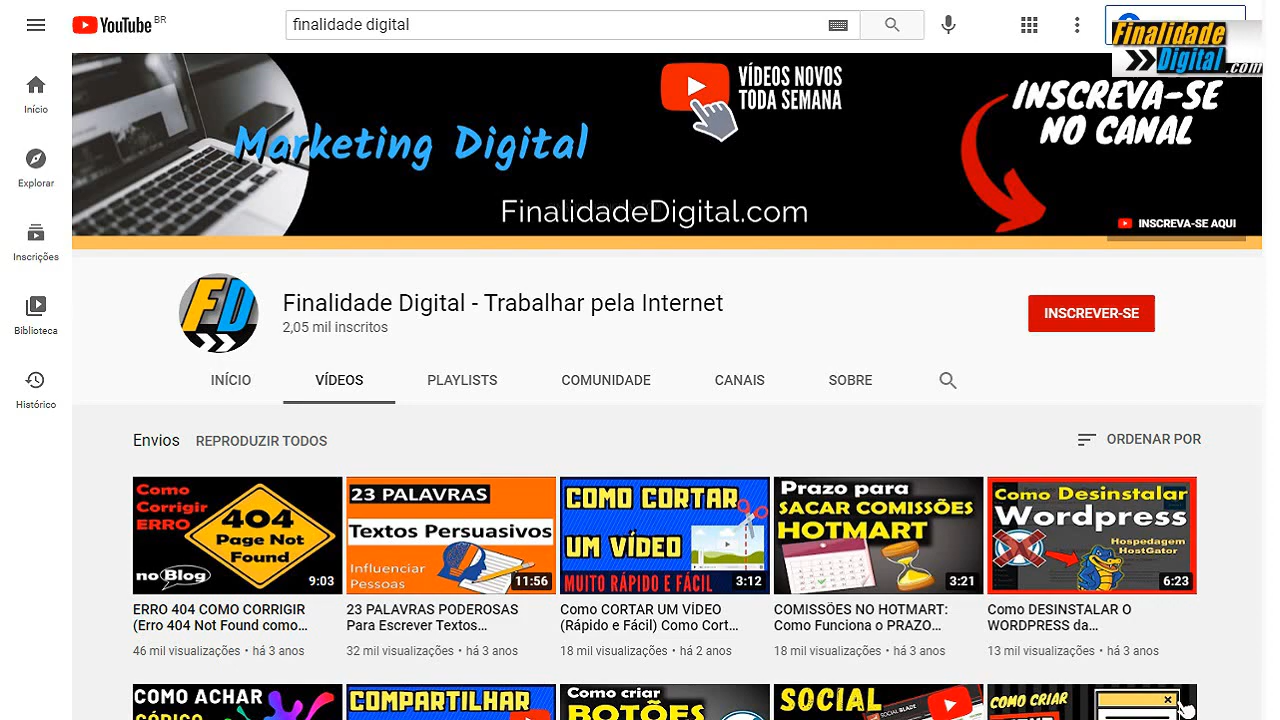 YouTube BR
finalidade digital
Finalidade
Digital .com
Início
Explorar
Inscrições
Biblioteca
Histórico
VÍDEOS NOVOS
TODA SEMANA
Marketing Digital
FinalidadeDigital.com
INSCREVA-SE
NO CANAL
INSCREVA-SE AQUI
FD
Finalidade Digital - Trabalhar pela Internet
2,05 mil inscritos
INSCREVER-SE
INÍCIO
VÍDEOS
PLAYLISTS
COMUNIDADE
CANAIS
SOBRE
Envios
REPRODUZIR TODOS
ORDENAR POR
Como
Corrigir
ERRO
404
Page Not
Found
no Blog
9:03
ERRO 404 COMO CORRIGIR
(Erro 404 Not Found como...
46 mil visualizações • há 3 anos
23 PALAVRAS
Textos Persuasivos
Influenciar
Pessoas
11:56
23 PALAVRAS PODEROSAS
Para Escrever Textos...
32 mil visualizações • há 3 anos
COMO CORTAR
UM VÍDEO
MUITO RÁPIDO E FÁCIL
3:12
Como CORTAR UM VÍDEO
(Rápido e Fácil) Como Cort...
18 mil visualizações • há 2 anos
Prazo para
SACAR COMISSÕES
HOTMART
3:21
COMISSÕES NO HOTMART:
Como Funciona o PRAZO...
18 mil visualizações • há 3 anos
Como Desinstalar
Wordpress
Hospedagem
HostGator
6:23
Como DESINSTALAR O
WORDPRESS da...
13 mil visualizações • há 3 anos
COMO ACHAR
COMPARTILHAR
Como criar
BOTÕES
SOCIAL
SOCIAL BLADE
COMO CRIAR